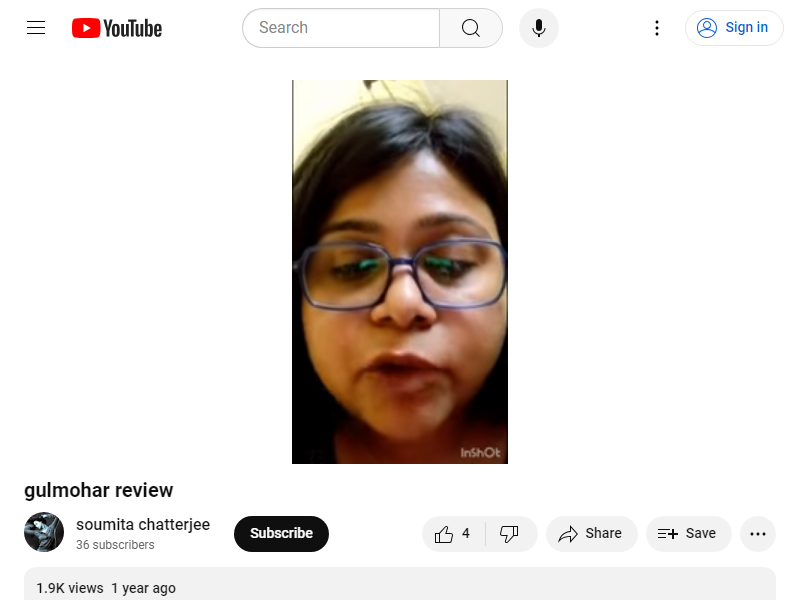 YouTube
Search
Sign in
InShOt
gulmohar review
soumita chatterjee
36 subscribers
Subscribe
4
Share
Save
1.9K views 1 year ago